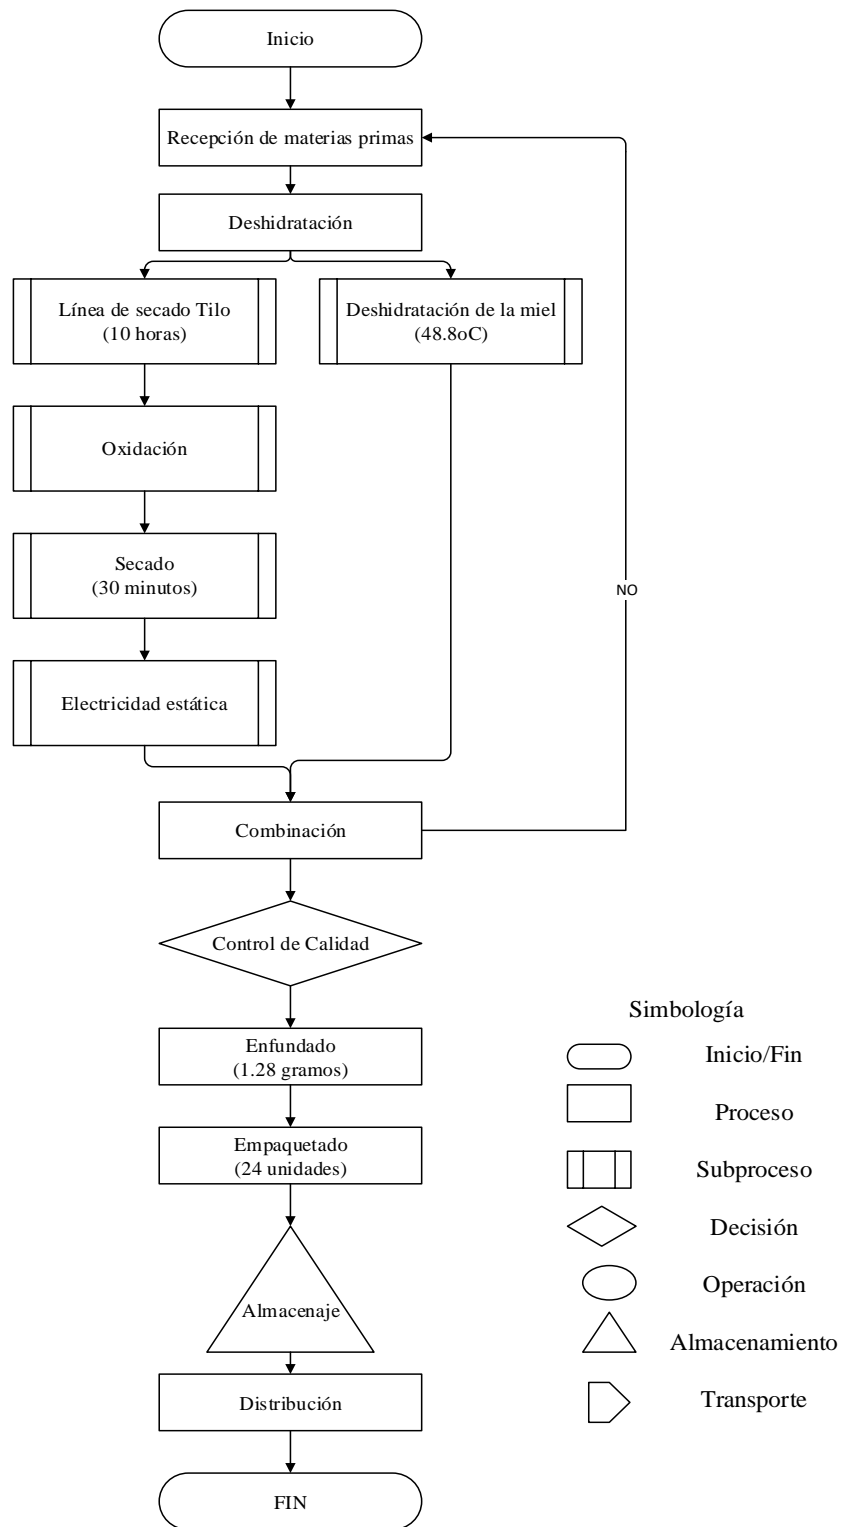 Inicio
Recepción de materias primas
Deshidratación
Línea de secado Tilo
(10 horas)
Deshidratación de la miel
(48.8oC)
Oxidación
Secado
(30 minutos)
NO
Electricidad estática
Combinación
Control de Calidad
Enfundado
(1.28 gramos)
Empaquetado
(24 unidades)
Almacenaje
Distribución
FIN
Simbología
Inicio/Fin
Proceso
Subproceso
Decisión
Operación
Almacenamiento
Transporte